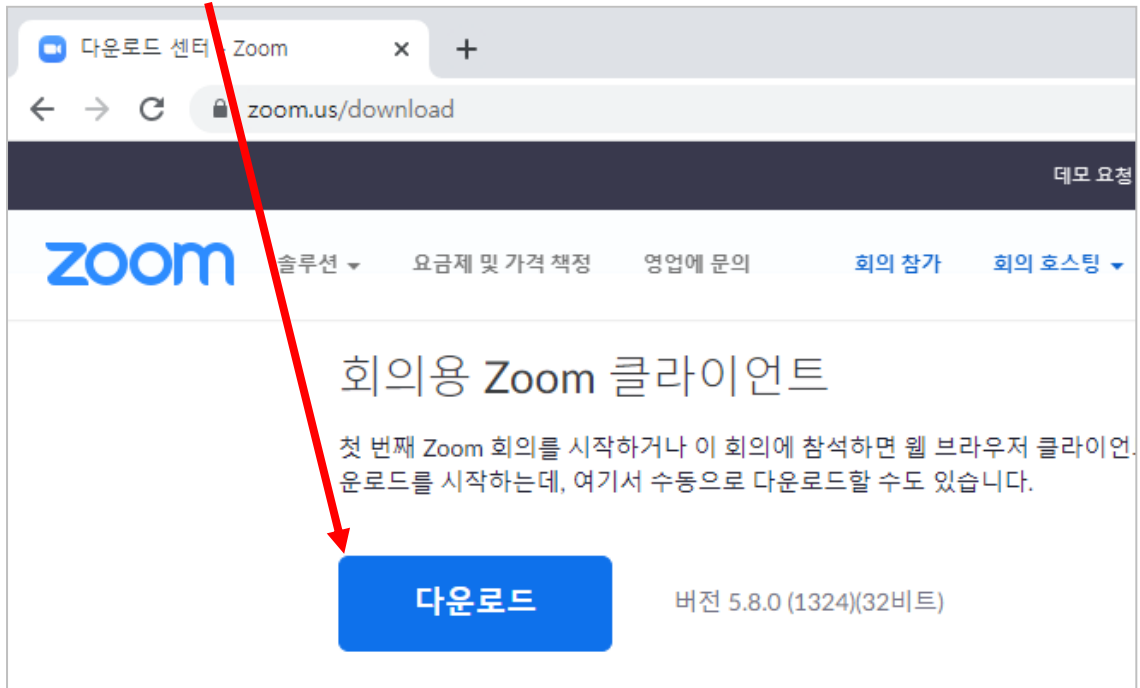 다운로드 센터 - Zoom
zoom.us/download
데모 요청
zoom 솔루션 요금제 및 가격 책정 영업에 문의 회의 참가 회의 호스팅
회의용 Zoom 클라이언트
첫 번째 Zoom 회의를 시작하거나 이 회의에 참석하면 웹 브라우저 클라이언
운로드를 시작하는데, 여기서 수동으로 다운로드할 수도 있습니다.
다운로드 버전 5.8.0 (1324)(32비트)